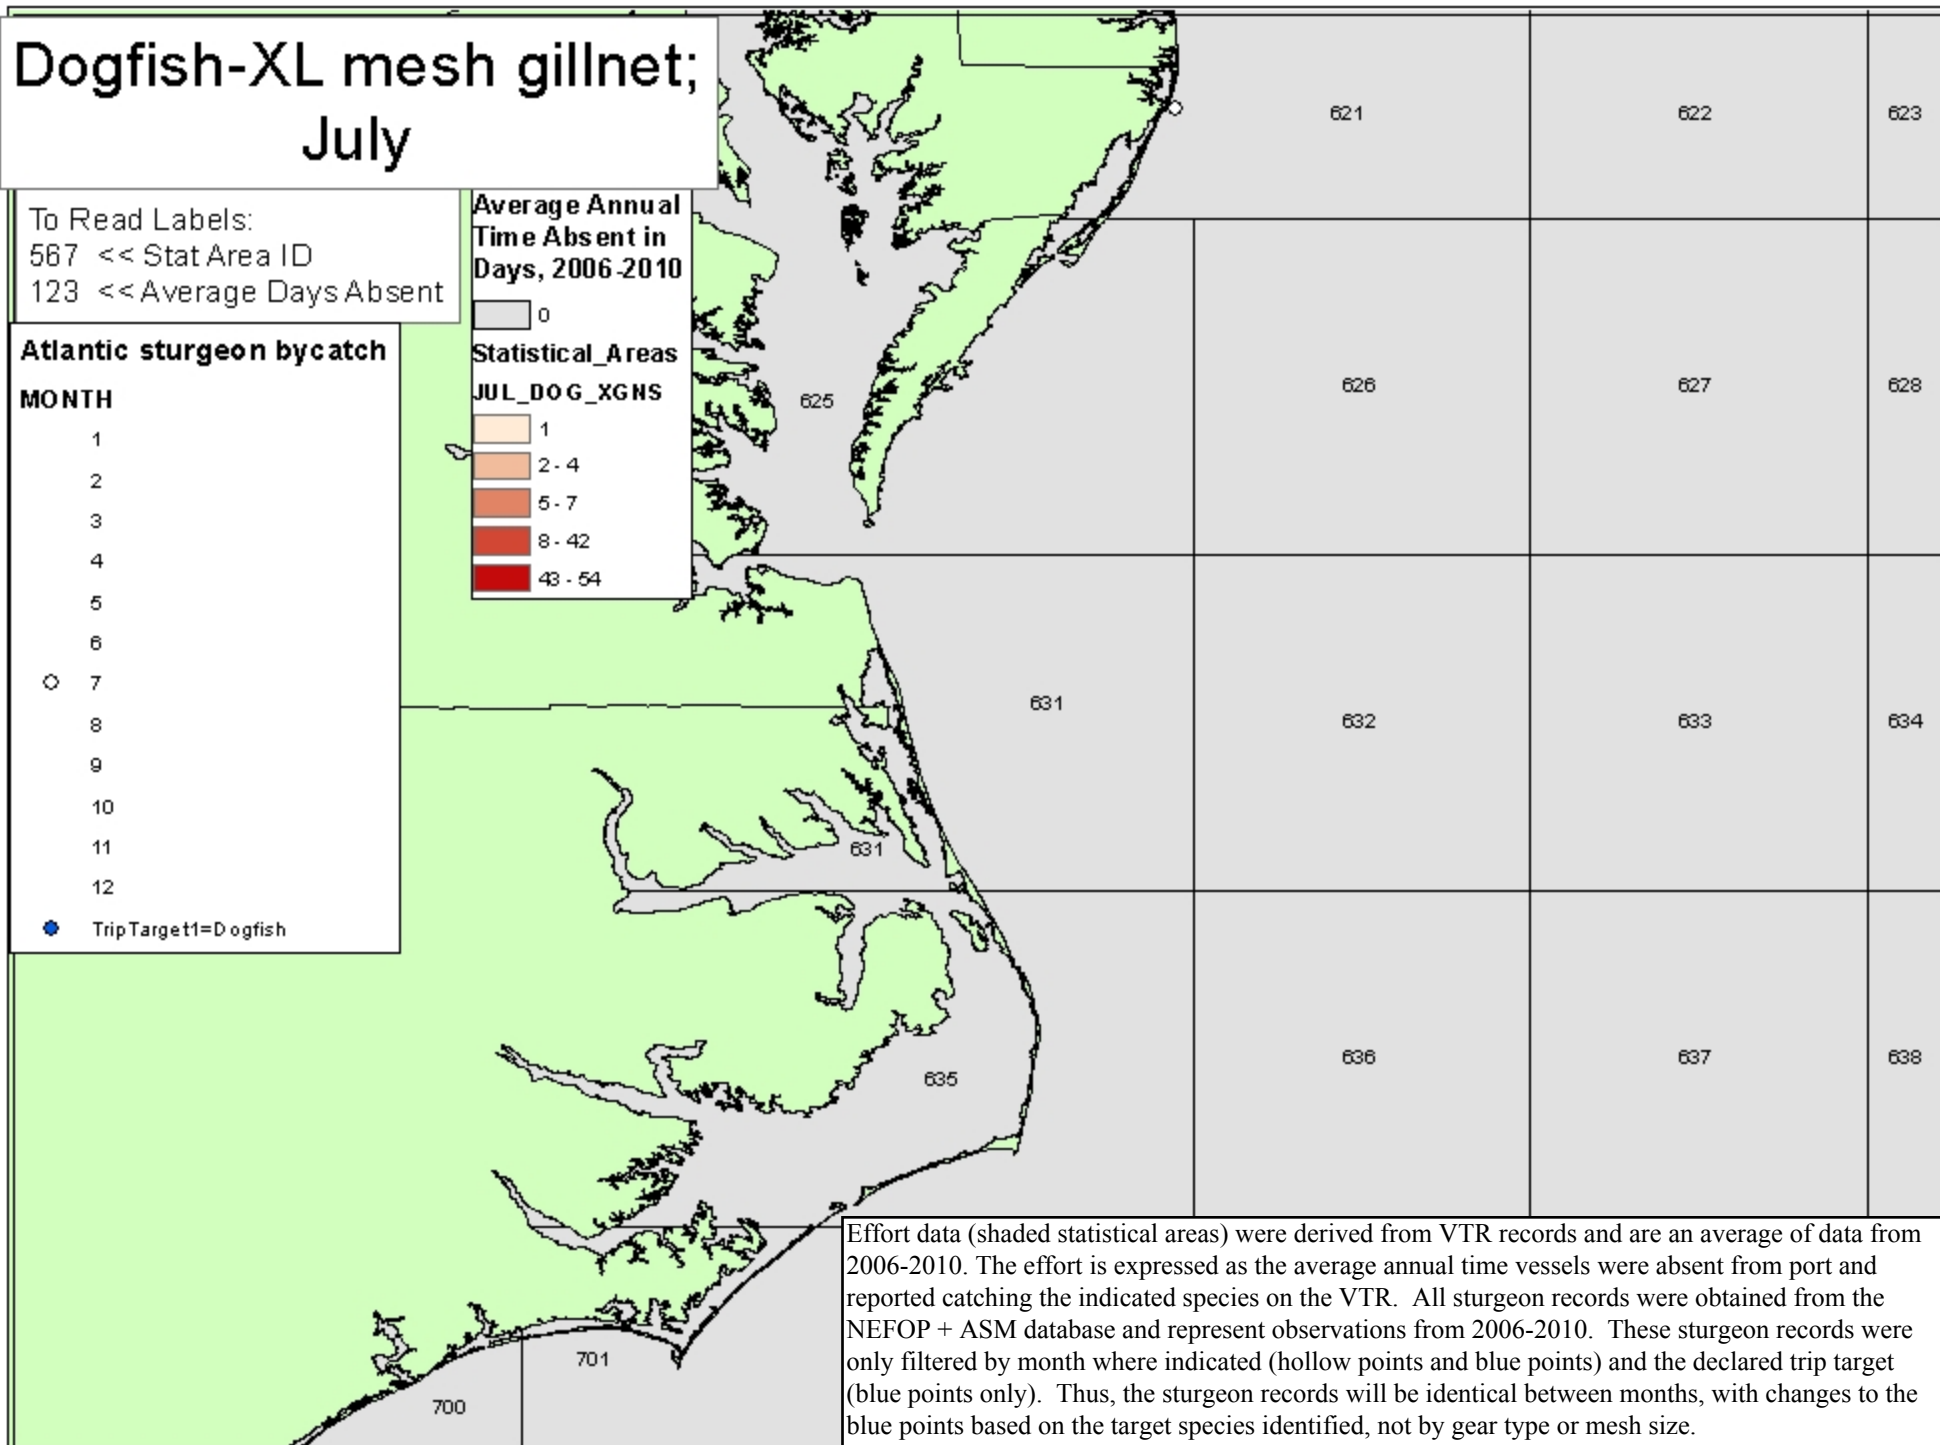 Dogfish-XL mesh gillnet;
July
To Read Labels:
567 << Stat Area ID
123 << Average Days Absent
Average Annual
Time Absent in
Days, 2006-2010
0
Statistical_Areas
JUL_DOG_XGNS
1
2 - 4
5 - 7
8 - 42
43 - 54
Atlantic sturgeon bycatch
MONTH
1
2
3
4
5
6
7
8
9
10
11
12
TripTarget1=Dogfish
621
622
623
625
626
627
628
631
632
633
634
631
635
636
637
638
701
700
Effort data (shaded statistical areas) were derived from VTR records and are an average of data from
2006-2010. The effort is expressed as the average annual time vessels were absent from port and
reported catching the indicated species on the VTR.  All sturgeon records were obtained from the
NEFOP + ASM database and represent observations from 2006-2010.  These sturgeon records were
only filtered by month where indicated (hollow points and blue points) and the declared trip target
(blue points only).  Thus, the sturgeon records will be identical between months, with changes to the
blue points based on the target species identified, not by gear type or mesh size.